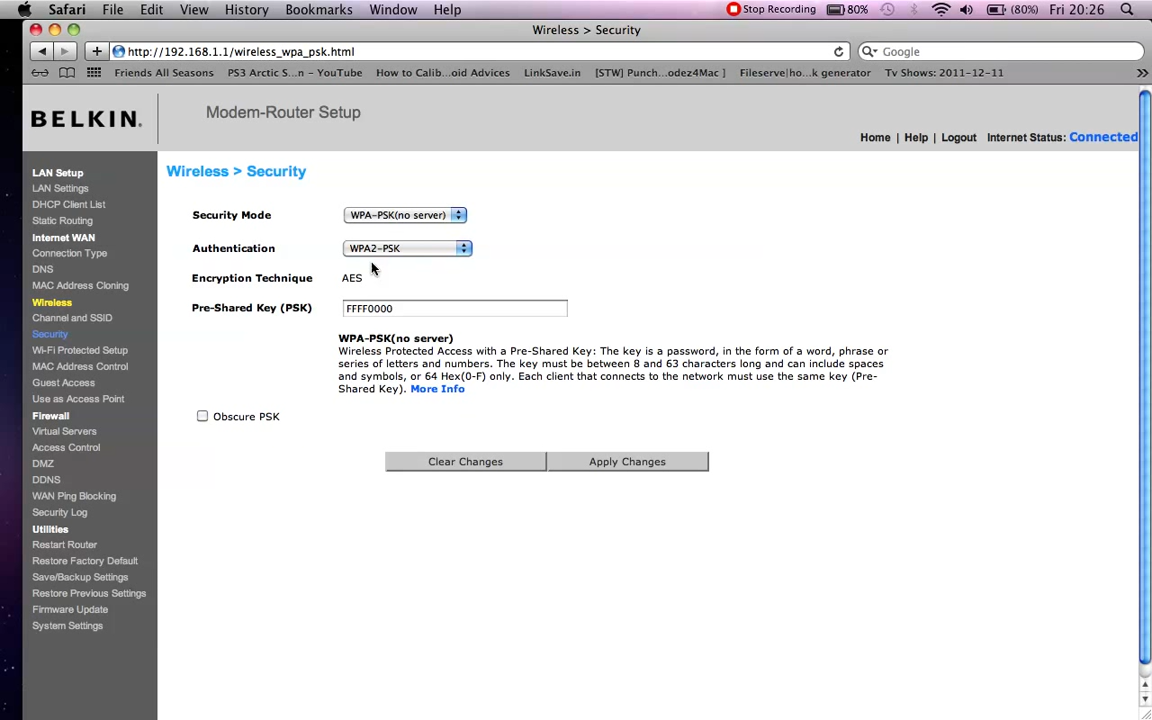 Safari File Edit View History Bookmarks Window Help Stop Recording 80% (80%) Fri 20:26
Wireless > Security
http://192.168.1.1/wireless_wpa_psk.html Google
Friends All Seasons PS3 Arctic S...n – YouTube How to Calib...oid Advices LinkSave.in [STW] Punch...odez4Mac ] Fileserve|ho...k generator Tv Shows: 2011-12-11
BELKIN.
Modem-Router Setup
Home | Help | Logout Internet Status: Connected
LAN Setup
LAN Settings
DHCP Client List
Static Routing
Internet WAN
Connection Type
DNS
MAC Address Cloning
Wireless
Channel and SSID
Security
Wi-Fi Protected Setup
MAC Address Control
Guest Access
Use as Access Point
Firewall
Virtual Servers
Access Control
DMZ
DDNS
WAN Ping Blocking
Security Log
Utilities
Restart Router
Restore Factory Default
Save/Backup Settings
Restore Previous Settings
Firmware Update
System Settings
Wireless > Security
Security Mode WPA-PSK(no server)
Authentication WPA2-PSK
Encryption Technique AES
Pre-Shared Key (PSK) FFFF0000
WPA-PSK(no server)
Wireless Protected Access with a Pre-Shared Key: The key is a password, in the form of a word, phrase or
series of letters and numbers. The key must be between 8 and 63 characters long and can include spaces
and symbols, or 64 Hex(0-F) only. Each client that connects to the network must use the same key (Pre-
Shared Key). More Info
Obscure PSK
Clear Changes Apply Changes